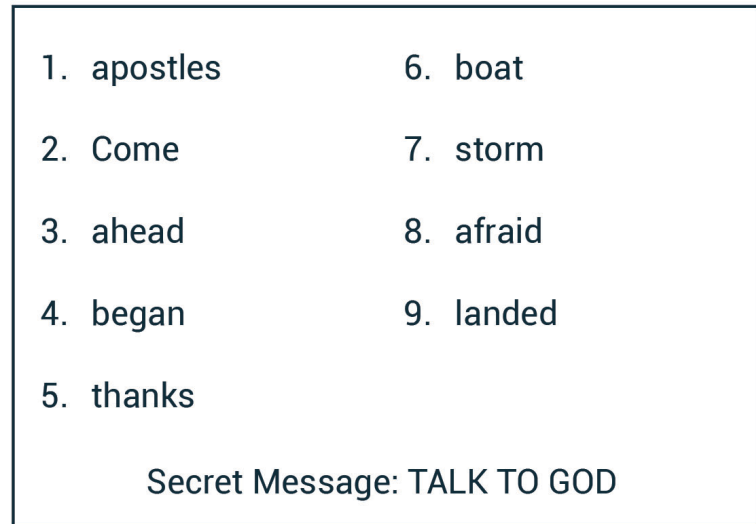 1. apostles
2. Come
3. ahead
4. began
5. thanks
6. boat
7. storm
8. afraid
9. landed
Secret Message: TALK TO GOD